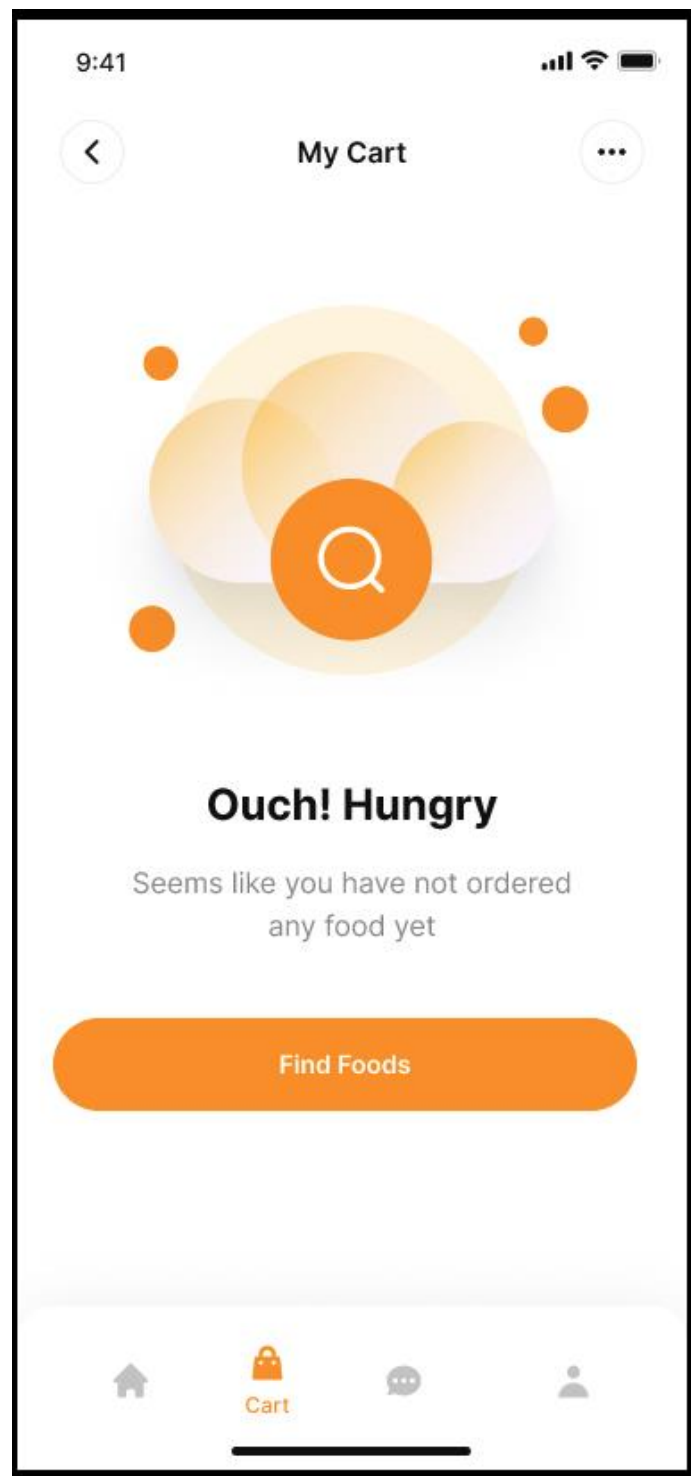 9:41
My Cart
Ouch! Hungry
Seems like you have not ordered
any food yet
Find Foods
Cart